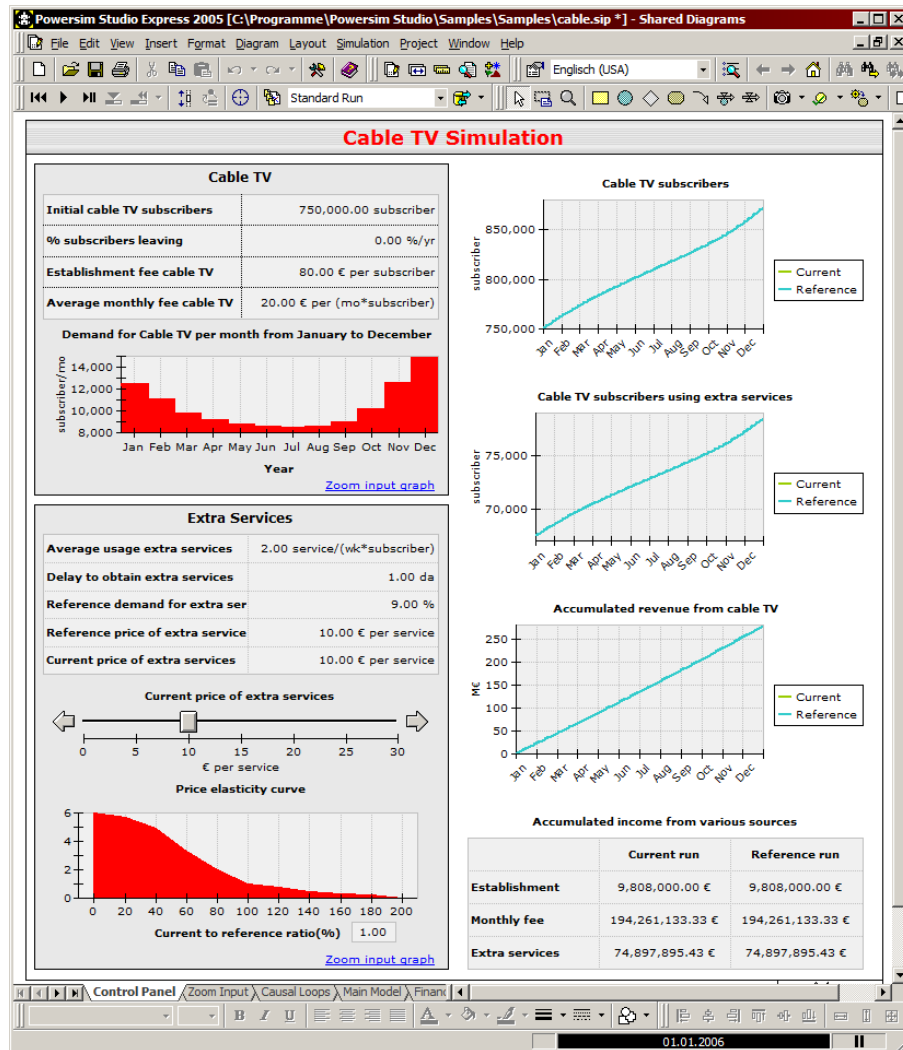 Powersim Studio Express 2005 [C:\Programme\Powersim Studio\Samples\Samples\cable.sip *] - Shared Diagrams
File Edit View Insert Format Diagram Layout Simulation Project Window Help
Englisch (USA)
Standard Run
Cable TV Simulation
Cable TV
Initial cable TV subscribers 750,000.00 subscriber
% subscribers leaving 0.00 %/yr
Establishment fee cable TV 80.00 € per subscriber
Average monthly fee cable TV 20.00 € per (mo*subscriber)
Demand for Cable TV per month from January to December
subscriber/mo
14,000
12,000
10,000
8,000
Jan Feb Mar Apr May Jun Jul Aug Sep Oct Nov Dec
Year
Zoom input graph
Extra Services
Average usage extra services 2.00 service/(wk*subscriber)
Delay to obtain extra services 1.00 da
Reference demand for extra ser 9.00 %
Reference price of extra service 10.00 € per service
Current price of extra services 10.00 € per service
Current price of extra services
0 5 10 15 20 25 30
€ per service
Price elasticity curve
6
4
2
0
0 20 40 60 80 100 120 140 160 180 200
Current to reference ratio(%) 1.00
Zoom input graph
Cable TV subscribers
subscriber
850,000
800,000
750,000
Jan Feb Mar Apr May Jun Jul Aug Sep Oct Nov Dec
Current
Reference
Cable TV subscribers using extra services
subscriber
75,000
70,000
Jan Feb Mar Apr May Jun Jul Aug Sep Oct Nov Dec
Current
Reference
Accumulated revenue from cable TV
M€
250
200
150
100
50
0
Jan Feb Mar Apr May Jun Jul Aug Sep Oct Nov Dec
Current
Reference
Accumulated income from various sources
Current run Reference run
Establishment 9,808,000.00 € 9,808,000.00 €
Monthly fee 194,261,133.33 € 194,261,133.33 €
Extra services 74,897,895.43 € 74,897,895.43 €
Control Panel Zoom Input Causal Loops Main Model Financ
B I U A
01.01.2006